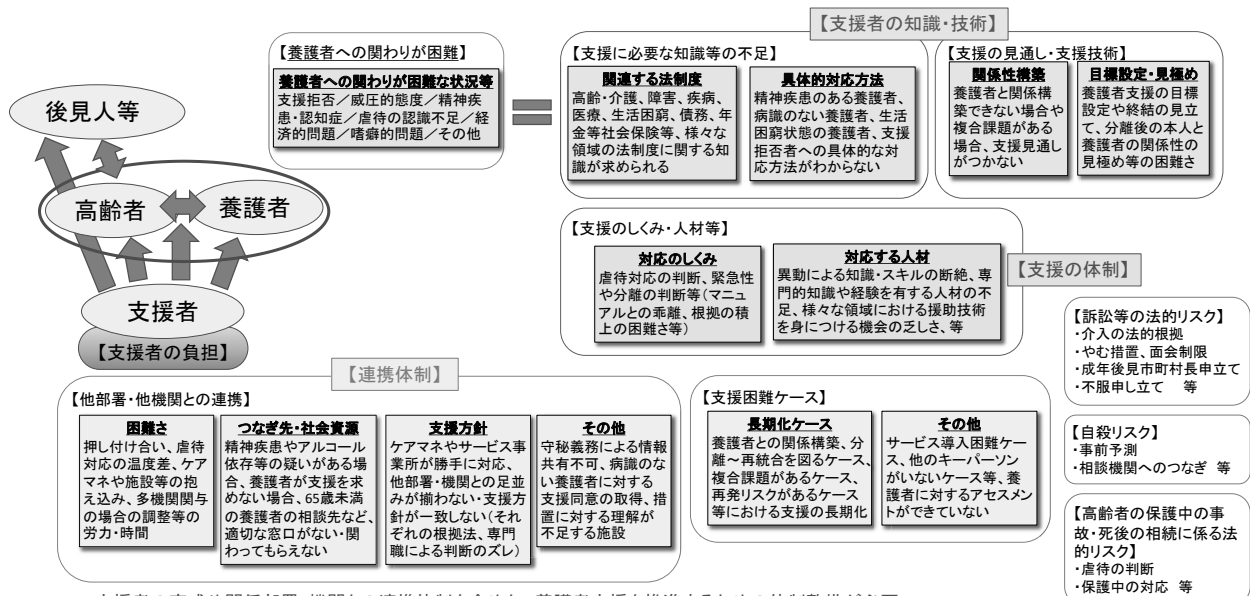 【支援者の知識・技術】
【養護者への関わりが困難】
養護者への関わりが困難な状況等
支援拒否／威圧的態度／精神疾
患・認知症／虐待の認識不足／経
済的問題／嗜癖的問題／その他
【支援に必要な知識等の不足】
関連する法制度
高齢・介護、障害、疾病、
医療、生活困窮、債務、年
金等社会保険等、様々な
領域の法制度に関する知
識が求められる
具体的対応方法
精神疾患のある養護者、
病識のない養護者、生活
困窮状態の養護者、支援
拒否者への具体的な対
応方法がわからない
【支援の見通し・支援技術】
関係性構築
養護者と関係構
築できない場合や
複合課題がある
場合、支援見通し
がつかない
目標設定・見極め
養護者支援の目標
設定や終結の見立
て、分離後の本人と
養護者の関係性の
見極め等の困難さ
後見人等
高齢者
養護者
支援者
【支援者の負担】
【支援のしくみ・人材等】
対応のしくみ
虐待対応の判断、緊急性
や分離の判断等（マニュ
アルとの乖離、根拠の積
上の困難さ等）
対応する人材
異動による知識・スキルの断絶、専
門的知識や経験を有する人材の不
足、様々な領域における援助技術
を身につける機会の乏しさ、等
【支援の体制】
【連携体制】
【他部署・他機関との連携】
困難さ
押し付け合い、虐待
対応の温度差、ケア
マネや施設等の抱
え込み、多機関関与
の場合の調整等の
労力・時間
つなぎ先・社会資源
精神疾患やアルコール
依存等の疑いがある場
合、養護者が支援を求
めない場合、65歳未満
の養護者の相談先など、
適切な窓口がない・関
わってもらえない
支援方針
ケアマネやサービス事
業所が勝手に対応、
他部署・機関との足並
みが揃わない・支援方
針が一致しない（それ
ぞれの根拠法、専門
職による判断のズレ）
その他
守秘義務による情報
共有不可、病識のな
い養護者に対する
支援同意の取得、措
置に対する理解が
不足する施設
【支援困難ケース】
長期化ケース
養護者との関係構築、分
離～再統合を図るケース、
複合課題があるケース、
再発リスクがあるケース
等における支援の長期化
その他
サービス導入困難ケー
ス、他のキーパーソン
がいないケース等、養
護者に対するアセスメン
トができていない
【訴訟等の法的リスク】
・介入の法的根拠
・やむ措置、面会制限
・成年後見市町村長申立て
・不服申し立て　等
【自殺リスク】
・事前予測
・相談機関へのつなぎ　等
【高齢者の保護中の事
故・死後の相続に係る法
的リスク】
・虐待の判断
・保護中の対応　等